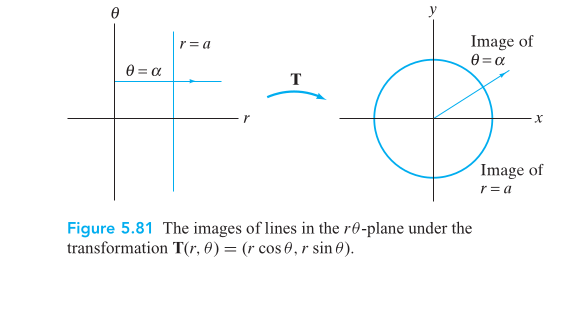 θ
r = a
θ = α
r
T
y
Image of
θ = α
x
Image of
r = a
Figure 5.81 The images of lines in the rθ-plane under the
transformation T(r, θ) = (r cos θ, r sin θ).